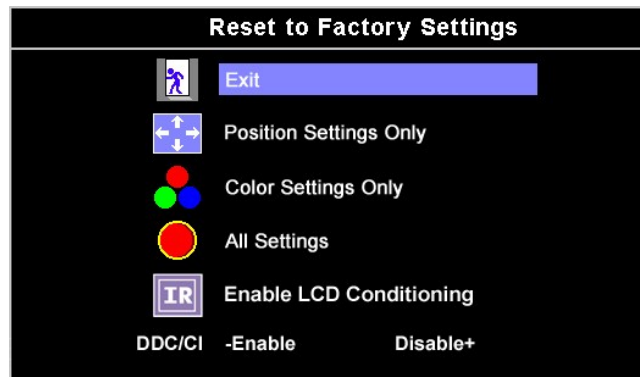 Reset to Factory Settings
Exit
Position Settings Only
Color Settings Only
All Settings
IR Enable LCD Conditioning
DDC/CI -Enable Disable+